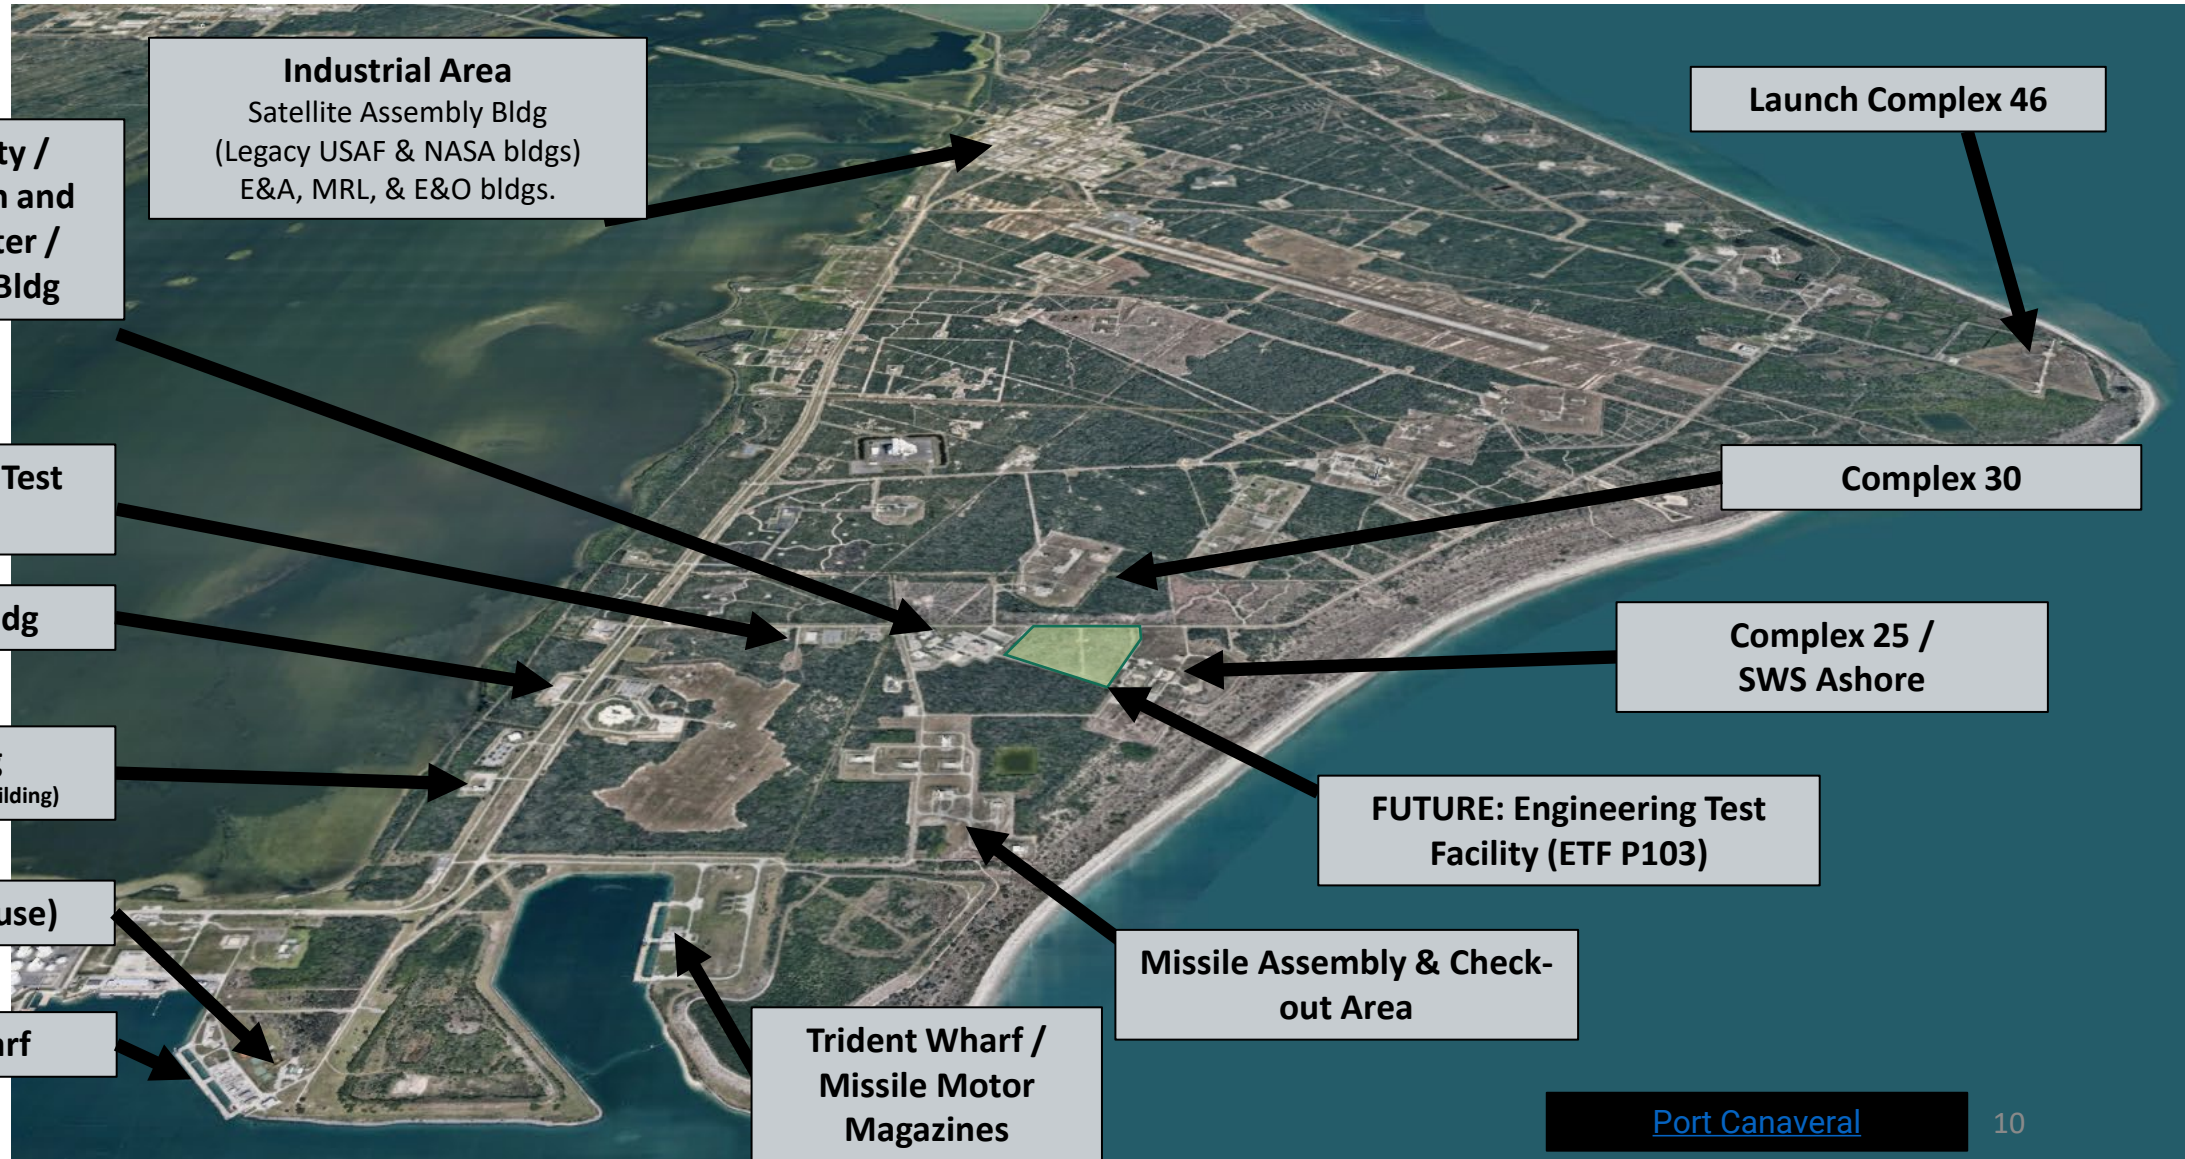 Industrial Area
Satellite Assembly Bldg
(Legacy USAF & NASA bldgs)
E&A, MRL, & E&O bldgs.
Launch Complex 46
ty /
and
ter /
Bldg
Test
Complex 30
dg
Complex 25 /
SWS Ashore
ilding)
FUTURE: Engineering Test
Facility (ETF P103)
use)
Missile Assembly & Check-
out Area
arf
Trident Wharf /
Missile Motor
Magazines
Port Canaveral
10